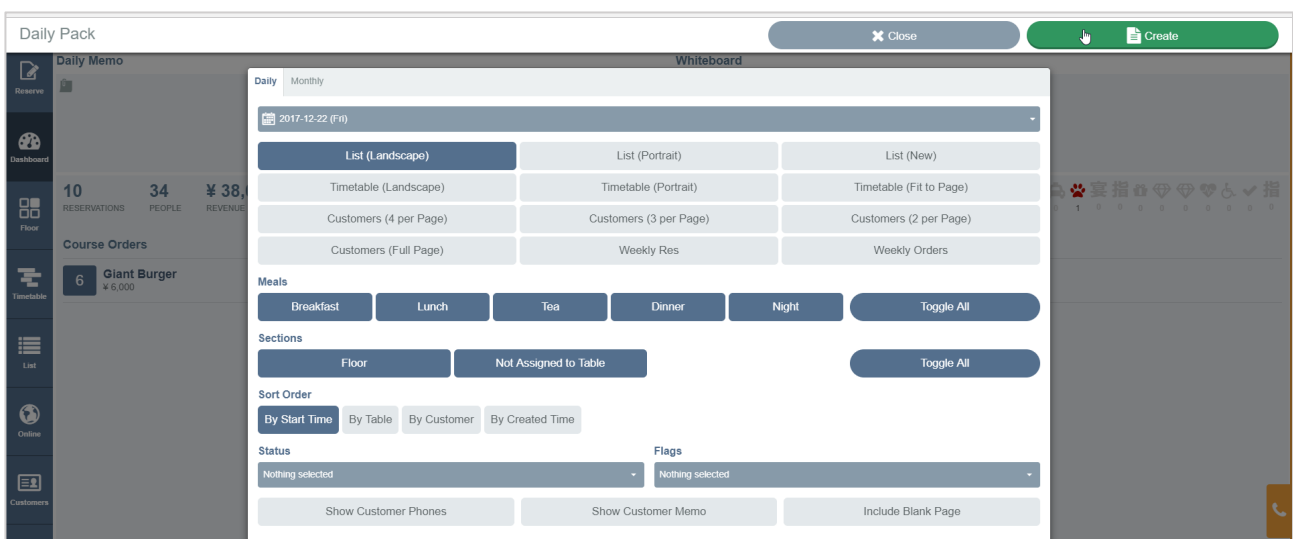 Daily Pack
Close
Create
Daily Memo
Whiteboard
Reserve
Dashboard
Floor
Timetable
List
Online
Customers
10
RESERVATIONS
34
PEOPLE
¥ 38,
REVENUE
宴 指 指
1
Course Orders
6
Giant Burger
¥ 6,000
Daily
Monthly
2017-12-22 (Fri)
List (Landscape)
List (Portrait)
List (New)
Timetable (Landscape)
Timetable (Portrait)
Timetable (Fit to Page)
Customers (4 per Page)
Customers (3 per Page)
Customers (2 per Page)
Customers (Full Page)
Weekly Res
Weekly Orders
Meals
Breakfast
Lunch
Tea
Dinner
Night
Toggle All
Sections
Floor
Not Assigned to Table
Toggle All
Sort Order
By Start Time
By Table
By Customer
By Created Time
Status
Flags
Nothing selected
Nothing selected
Show Customer Phones
Show Customer Memo
Include Blank Page